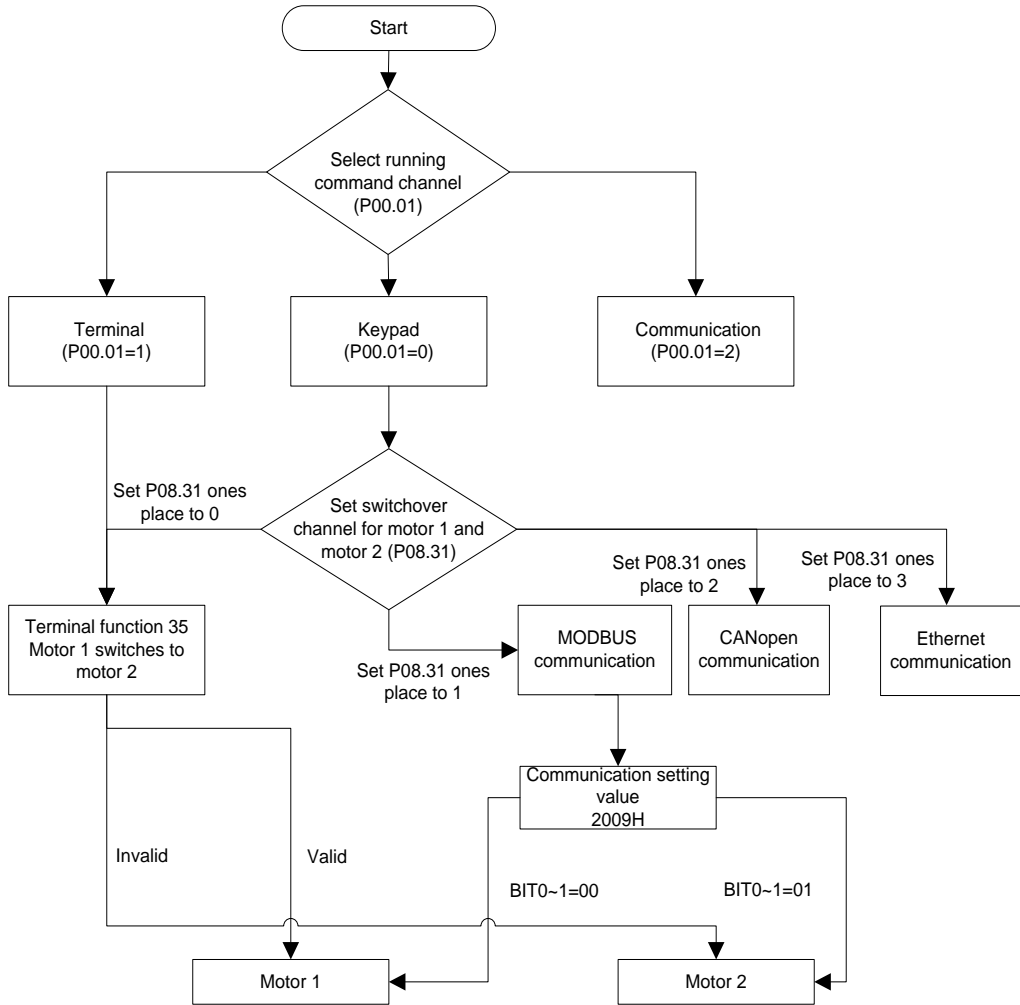 Start
Select running
command channel
(P00.01)
Terminal
(P00.01=1)
Keypad
(P00.01=0)
Communication
(P00.01=2)
Set P08.31 ones
place to 0
Set switchover
channel for motor 1 and
motor 2 (P08.31)
Set P08.31 ones
place to 2
Set P08.31 ones
place to 3
Terminal function 35
Motor 1 switches to
motor 2
Set P08.31 ones
place to 1
MODBUS
communication
CANopen
communication
Ethernet
communication
Communication setting
value
2009H
Invalid
Valid
BIT0~1=00
BIT0~1=01
Motor 1
Motor 2